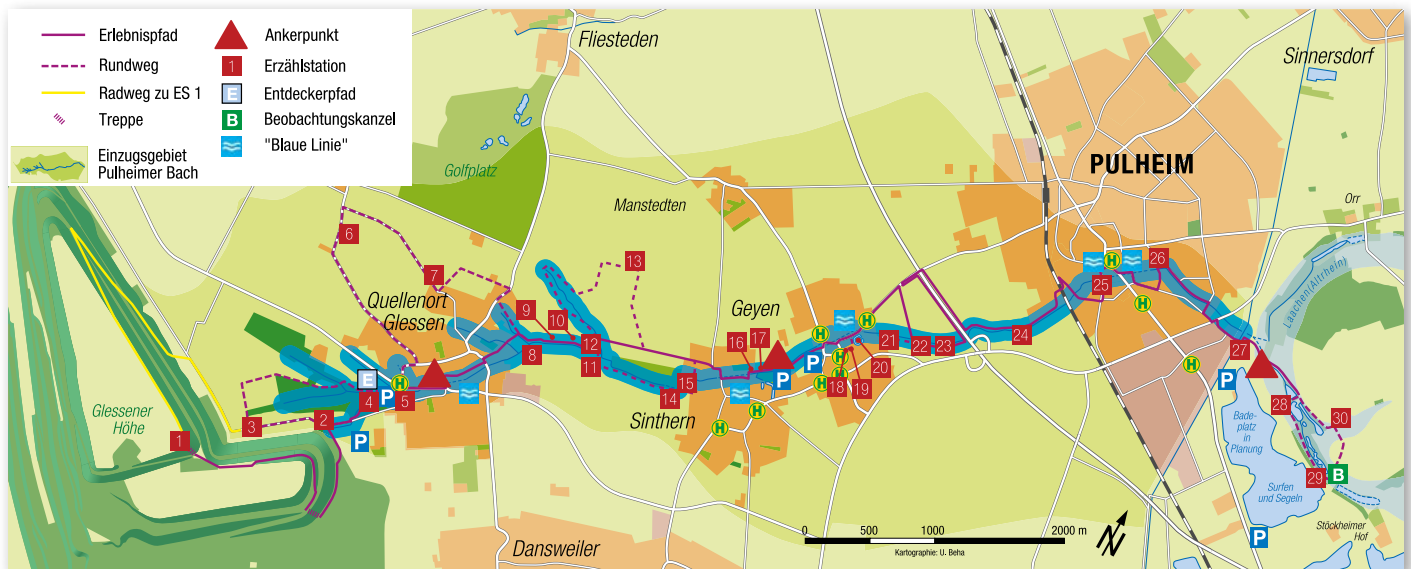 Erlebnispfad
Rundweg
Radweg zu ES 1
Treppe
Einzugsgebiet
Pulheimer Bach
Ankerpunkt
1 Erzählstation
E Entdeckerpfad
B Beobachtungskanzel
"Blaue Linie"
Fliesteden
Sinnersdorf
PULHEIM
Golfplatz
Manstedten
Orr
Laachen(Altrhein)
Quellenort
Glessen
Geyen
Sinthern
Glessener
Höhe
Dansweiler
Bade-
platz
in
Planung
Surfen
und Segeln
Stöckheimer
Hof
1
2
3
4
5
6
7
8
9
10
11
12
13
14
15
16
17
18
19
20
21
22
23
24
25
26
27
28
29
30
E
B
P
P
P
P
P
P
H
H
H
H
H
H
H
H
H
H
H
0 500 1000 2000 m
Kartographie: U. Beha
N